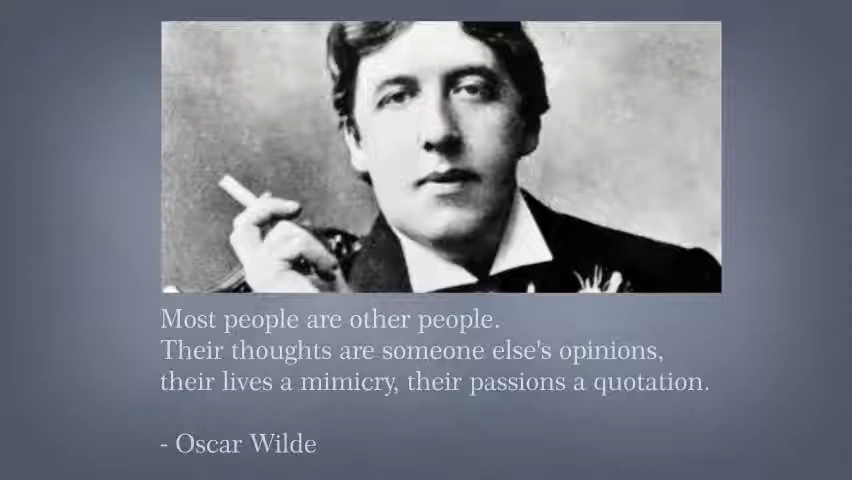 Most people are other people.
Their thoughts are someone else's opinions,
their lives a mimicry, their passions a quotation.
- Oscar Wilde